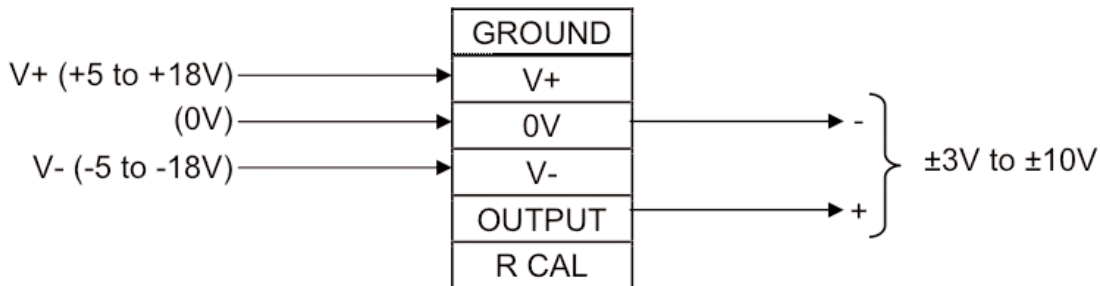 GROUND
V+ (+5 to +18V)
V+
(0V)
0V
-
V- (-5 to -18V)
V-
±3V to ±10V
OUTPUT
+
R CAL